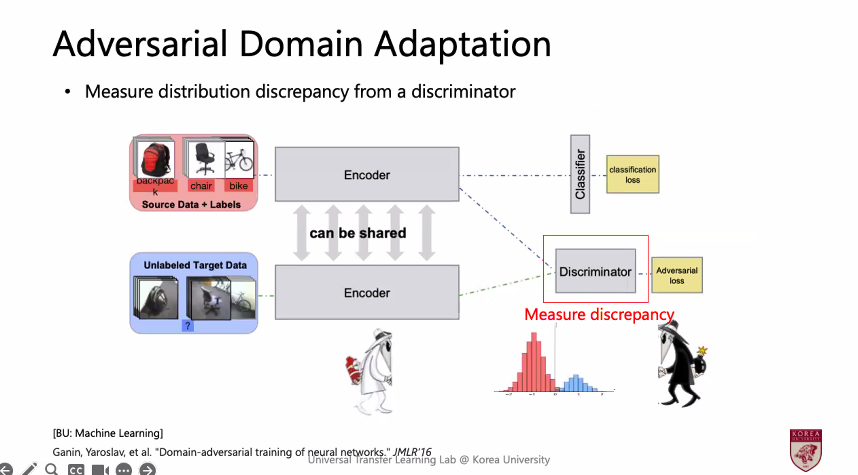 Adversarial Domain Adaptation
• Measure distribution discrepancy from a discriminator
backpac
k
chair
bike
Source Data + Labels
Encoder
Classifier
classification
loss
can be shared
Unlabeled Target Data
?
Encoder
Discriminator
Adversarial
loss
Measure discrepancy
[BU: Machine Learning]
Ganin, Yaroslav, et al. "Domain-adversarial training of neural networks." JMLR'16
Universal Transfer Learning Lab @ Korea University
CC
KOREA